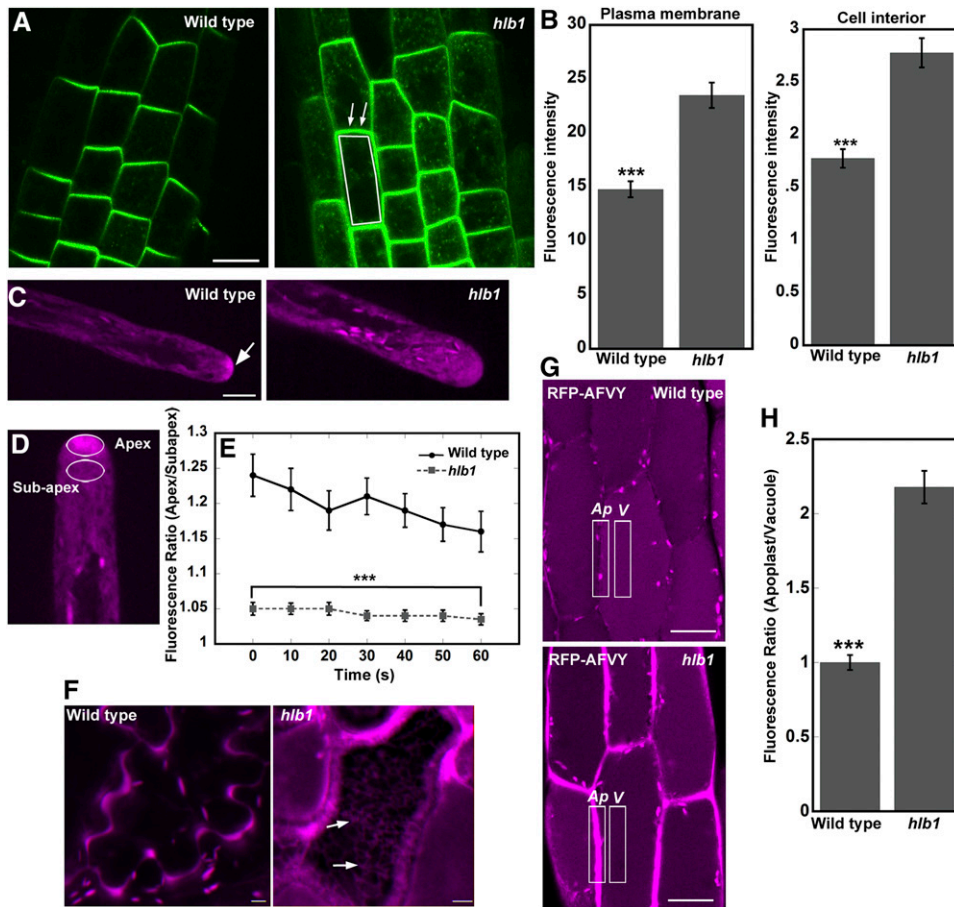 A
Wild type
hlb1
B
Plasma membrane
Fluorescence intensity
30
25
20
15
10
5
0
Wild type
hlb1
***
Cell interior
Fluorescence intensity
3
2.5
2
.5
1
1
0
Wild type
hlb1
***
C
Wild type
hlb1
D
Apex
Sub-apex
E
Fluorescence Ratio (Apex/Subapex)
1.3
1.25
1.2
1.15
1.1
1.05
1
Wild type
hlb1
***
0 10 20 30 40 50 60
Time (s)
F
Wild type
hlb1
G
RFP-AFVY Wild type
Ap V
RFP-AFVY hlb1
Ap V
H
Fluorescence Ratio (Apoplast/Vacuole)
2.5
2
1.5
1
0.5
0
***
Wild type
hlb1